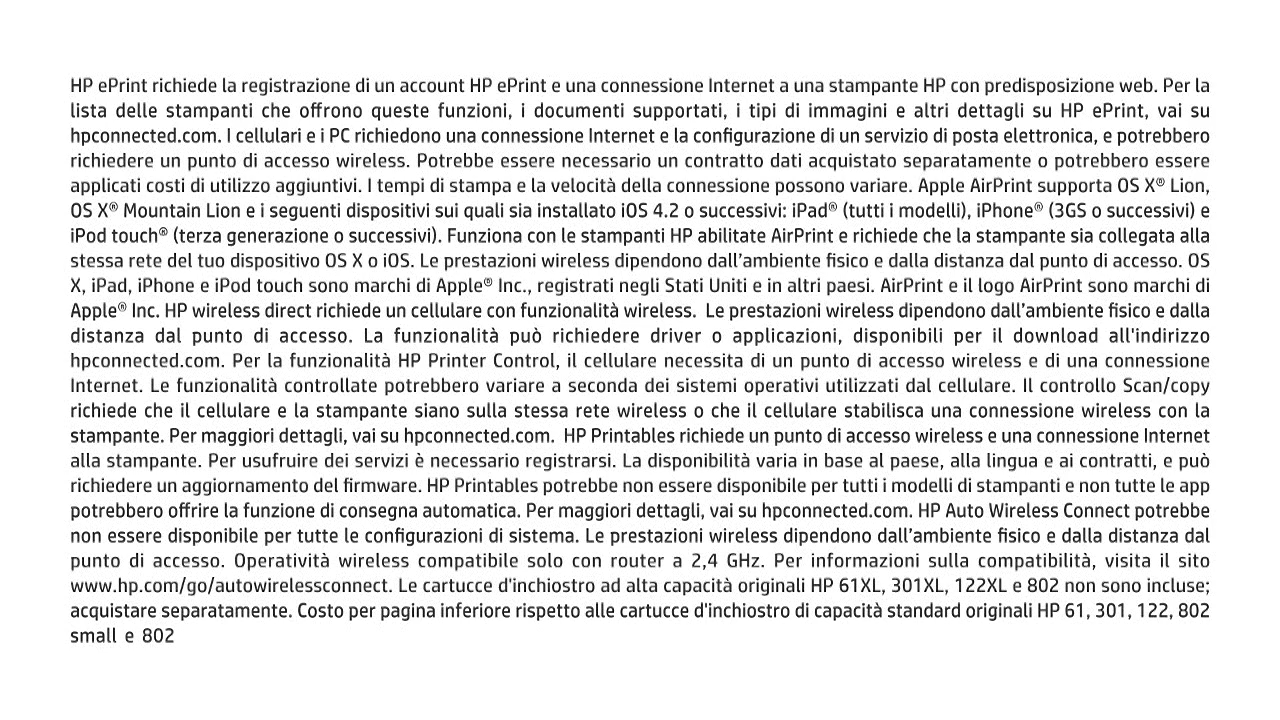 HP ePrint richiede la registrazione di un account HP ePrint e una connessione Internet a una stampante HP con predisposizione web. Per la
lista delle stampanti che offrono queste funzioni, i documenti supportati, i tipi di immagini e altri dettagli su HP ePrint, vai su
hpconnected.com. I cellulari e i PC richiedono una connessione Internet e la configurazione di un servizio di posta elettronica, e potrebbero
richiedere un punto di accesso wireless. Potrebbe essere necessario un contratto dati acquistato separatamente o potrebbero essere
applicati costi di utilizzo aggiuntivi. I tempi di stampa e la velocità della connessione possono variare. Apple AirPrint supporta OS X® Lion,
OS X® Mountain Lion e i seguenti dispositivi sui quali sia installato iOS 4.2 o successivi: iPad® (tutti i modelli), iPhone® (3GS o successivi) e
iPod touch® (terza generazione o successivi). Funziona con le stampanti HP abilitate AirPrint e richiede che la stampante sia collegata alla
stessa rete del tuo dispositivo OS X o iOS. Le prestazioni wireless dipendono dall’ambiente fisico e dalla distanza dal punto di accesso. OS
X, iPad, iPhone e iPod touch sono marchi di Apple® Inc., registrati negli Stati Uniti e in altri paesi. AirPrint e il logo AirPrint sono marchi di
Apple® Inc. HP wireless direct richiede un cellulare con funzionalità wireless.  Le prestazioni wireless dipendono dall’ambiente fisico e dalla
distanza dal punto di accesso. La funzionalità può richiedere driver o applicazioni, disponibili per il download all'indirizzo
hpconnected.com. Per la funzionalità HP Printer Control, il cellulare necessita di un punto di accesso wireless e di una connessione
Internet. Le funzionalità controllate potrebbero variare a seconda dei sistemi operativi utilizzati dal cellulare. Il controllo Scan/copy
richiede che il cellulare e la stampante siano sulla stessa rete wireless o che il cellulare stabilisca una connessione wireless con la
stampante. Per maggiori dettagli, vai su hpconnected.com.  HP Printables richiede un punto di accesso wireless e una connessione Internet
alla stampante. Per usufruire dei servizi è necessario registrarsi. La disponibilità varia in base al paese, alla lingua e ai contratti, e può
richiedere un aggiornamento del firmware. HP Printables potrebbe non essere disponibile per tutti i modelli di stampanti e non tutte le app
potrebbero offrire la funzione di consegna automatica. Per maggiori dettagli, vai su hpconnected.com. HP Auto Wireless Connect potrebbe
non essere disponibile per tutte le configurazioni di sistema. Le prestazioni wireless dipendono dall’ambiente fisico e dalla distanza dal
punto di accesso. Operatività wireless compatibile solo con router a 2,4 GHz. Per informazioni sulla compatibilità, visita il sito
www.hp.com/go/autowirelessconnect. Le cartucce d'inchiostro ad alta capacità originali HP 61XL, 301XL, 122XL e 802 non sono incluse;
acquistare separatamente. Costo per pagina inferiore rispetto alle cartucce d'inchiostro di capacità standard originali HP 61, 301, 122, 802
small e 802